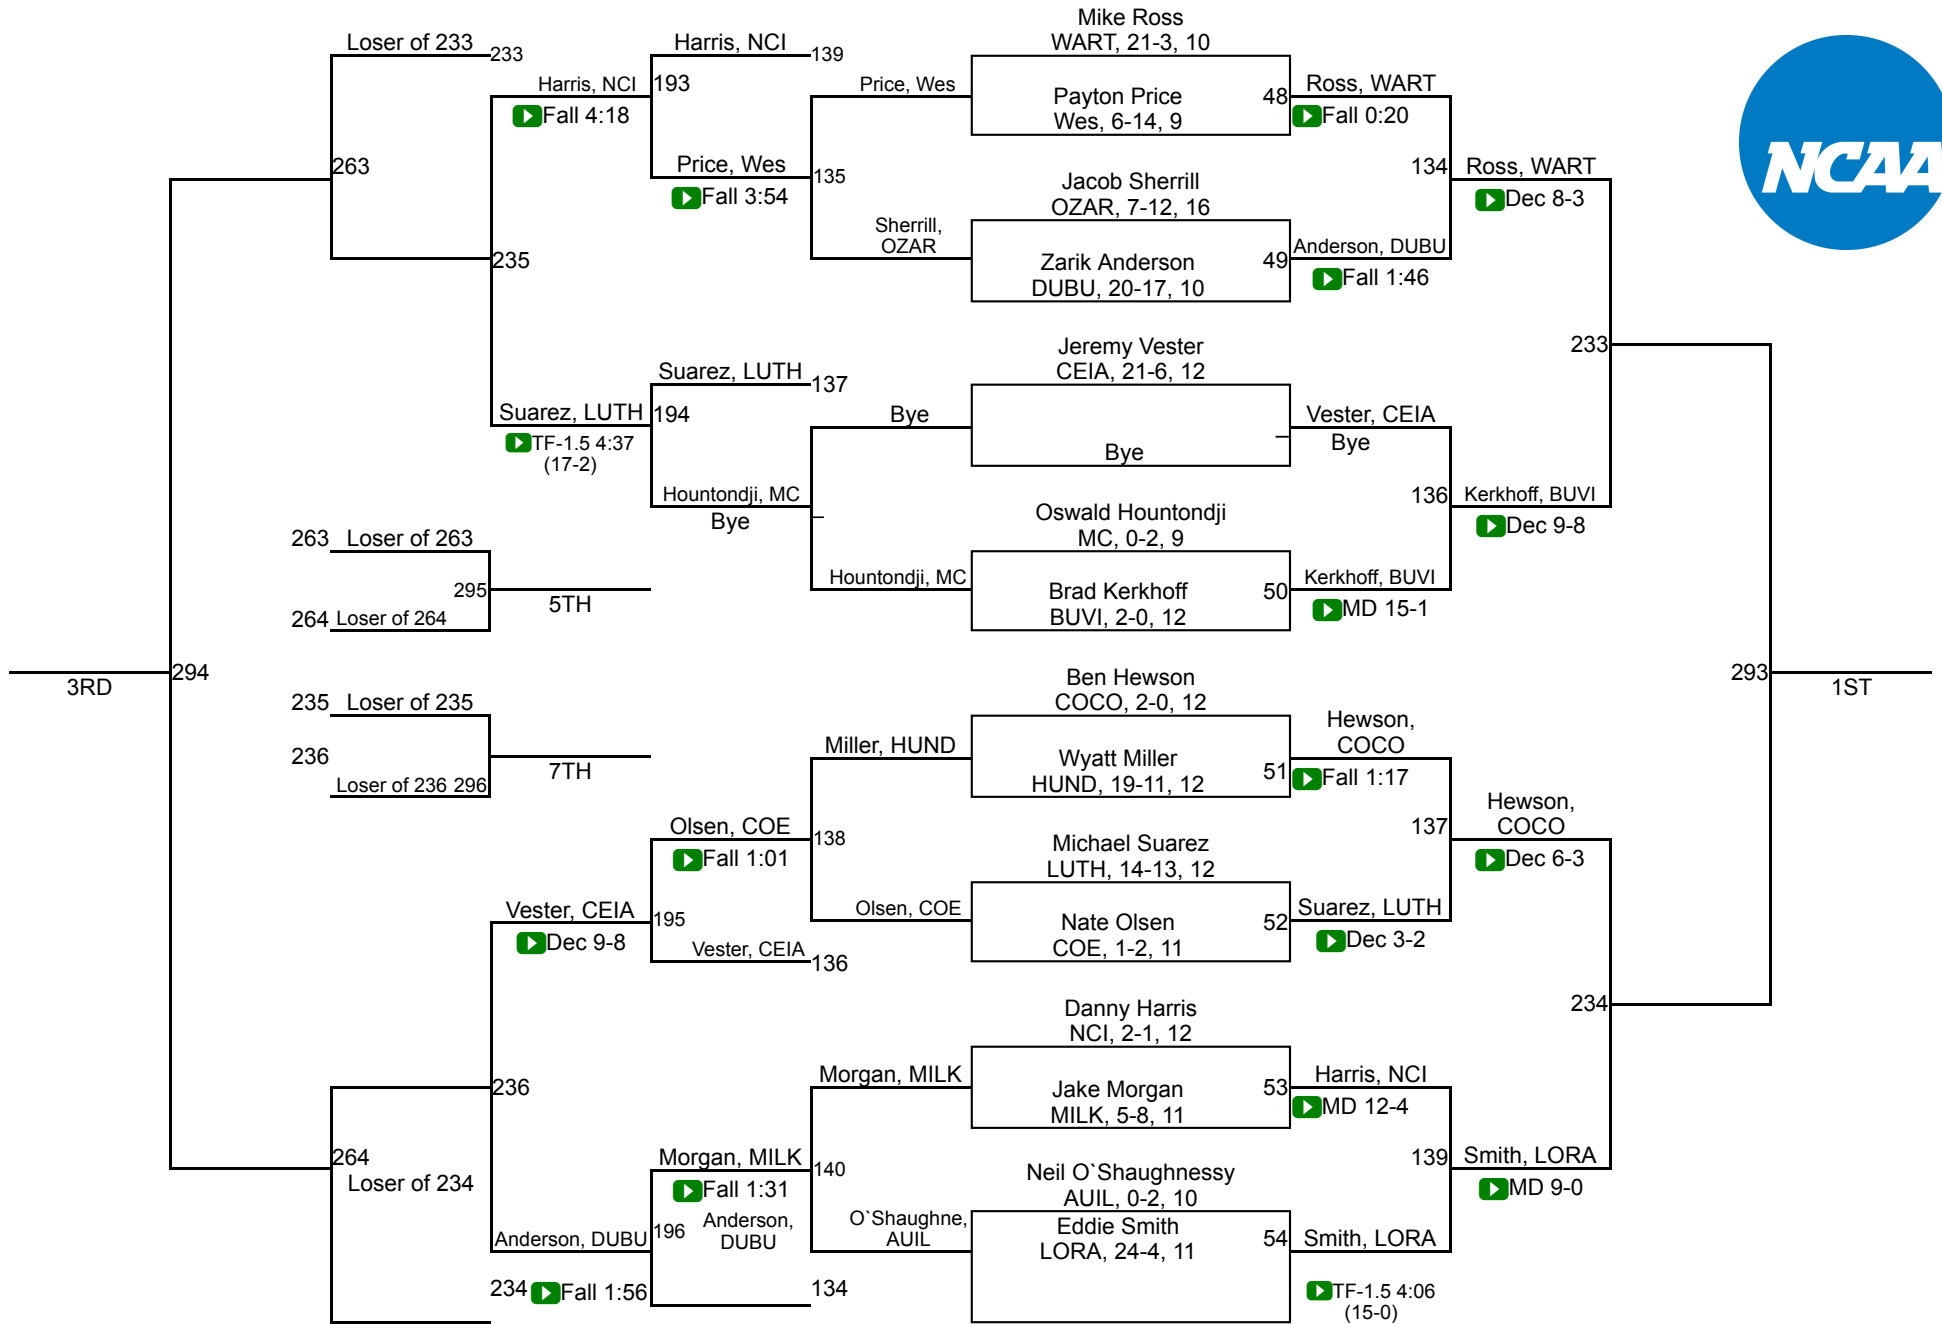 Mike Ross
WART, 21-3, 10
Loser of 233
233
Harris, NCI
139
Harris, NCI
193
Fall 4:18
Price, Wes
Payton Price
Wes, 6-14, 9
48
Ross, WART
Fall 0:20
NCAA
263
Price, Wes
135
Fall 3:54
Jacob Sherrill
OZAR, 7-12, 16
134
Ross, WART
Dec 8-3
235
Sherrill,
OZAR
Zarik Anderson
DUBU, 20-17, 10
49
Anderson, DUBU
Fall 1:46
Jeremy Vester
CEIA, 21-6, 12
233
Suarez, LUTH
137
Suarez, LUTH
194
TF-1.5 4:37
(17-2)
Bye
Bye
Vester, CEIA
Bye
Hountondji, MC
Bye
Oswald Hountondji
MC, 0-2, 9
136
Kerkhoff, BUVI
Dec 9-8
263
Loser of 263
295
5TH
264
Loser of 264
Hountondji, MC
Brad Kerkhoff
BUVI, 2-0, 12
50
Kerkhoff, BUVI
MD 15-1
3RD
294
Ben Hewson
COCO, 2-0, 12
293
1ST
235
Loser of 235
236
Loser of 236
296
7TH
Miller, HUND
Wyatt Miller
HUND, 19-11, 12
51
Hewson,
COCO
Fall 1:17
Olsen, COE
138
Fall 1:01
Michael Suarez
LUTH, 14-13, 12
137
Hewson,
COCO
Dec 6-3
Vester, CEIA
195
Dec 9-8
Vester, CEIA
136
Olsen, COE
Nate Olsen
COE, 1-2, 11
52
Suarez, LUTH
Dec 3-2
Danny Harris
NCI, 2-1, 12
234
236
Morgan, MILK
Jake Morgan
MILK, 5-8, 11
53
Harris, NCI
MD 12-4
264
Loser of 234
Morgan, MILK
140
Fall 1:31
Neil O`Shaughnessy
AUIL, 0-2, 10
139
Smith, LORA
MD 9-0
Anderson, DUBU
196
Anderson,
DUBU
O`Shaughne,
AUIL
Eddie Smith
LORA, 24-4, 11
54
Smith, LORA
234
Fall 1:56
134
TF-1.5 4:06
(15-0)